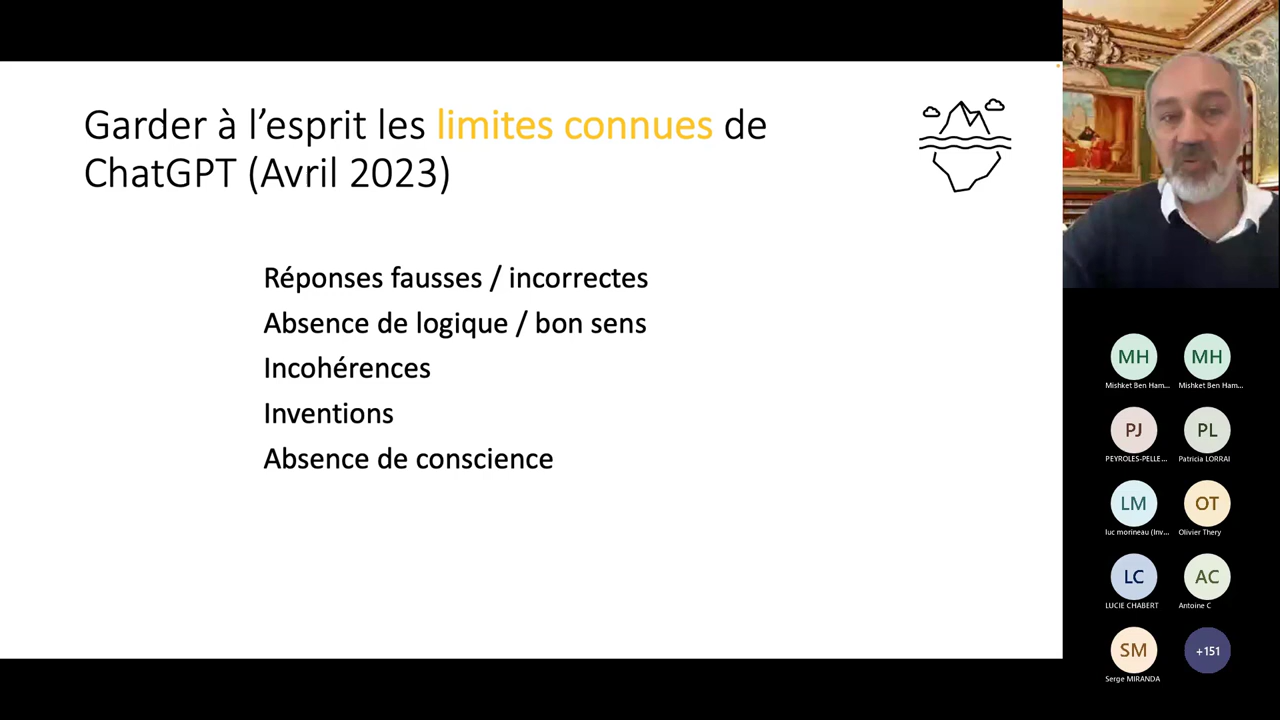 Garder à l’esprit les limites connues de
ChatGPT (Avril 2023)
Réponses fausses / incorrectes
Absence de logique / bon sens
Incohérences
Inventions
Absence de conscience
MH MH
Mishket Ben Ham... Mishket Ben Ham...
PJ PL
PEYROLES-PELLE... Patricia LORRAI
LM OT
luc morineau (Inv... Olivier Thery
LC AC
LUCIE CHABERT Antoine C
SM +151
Serge MIRANDA